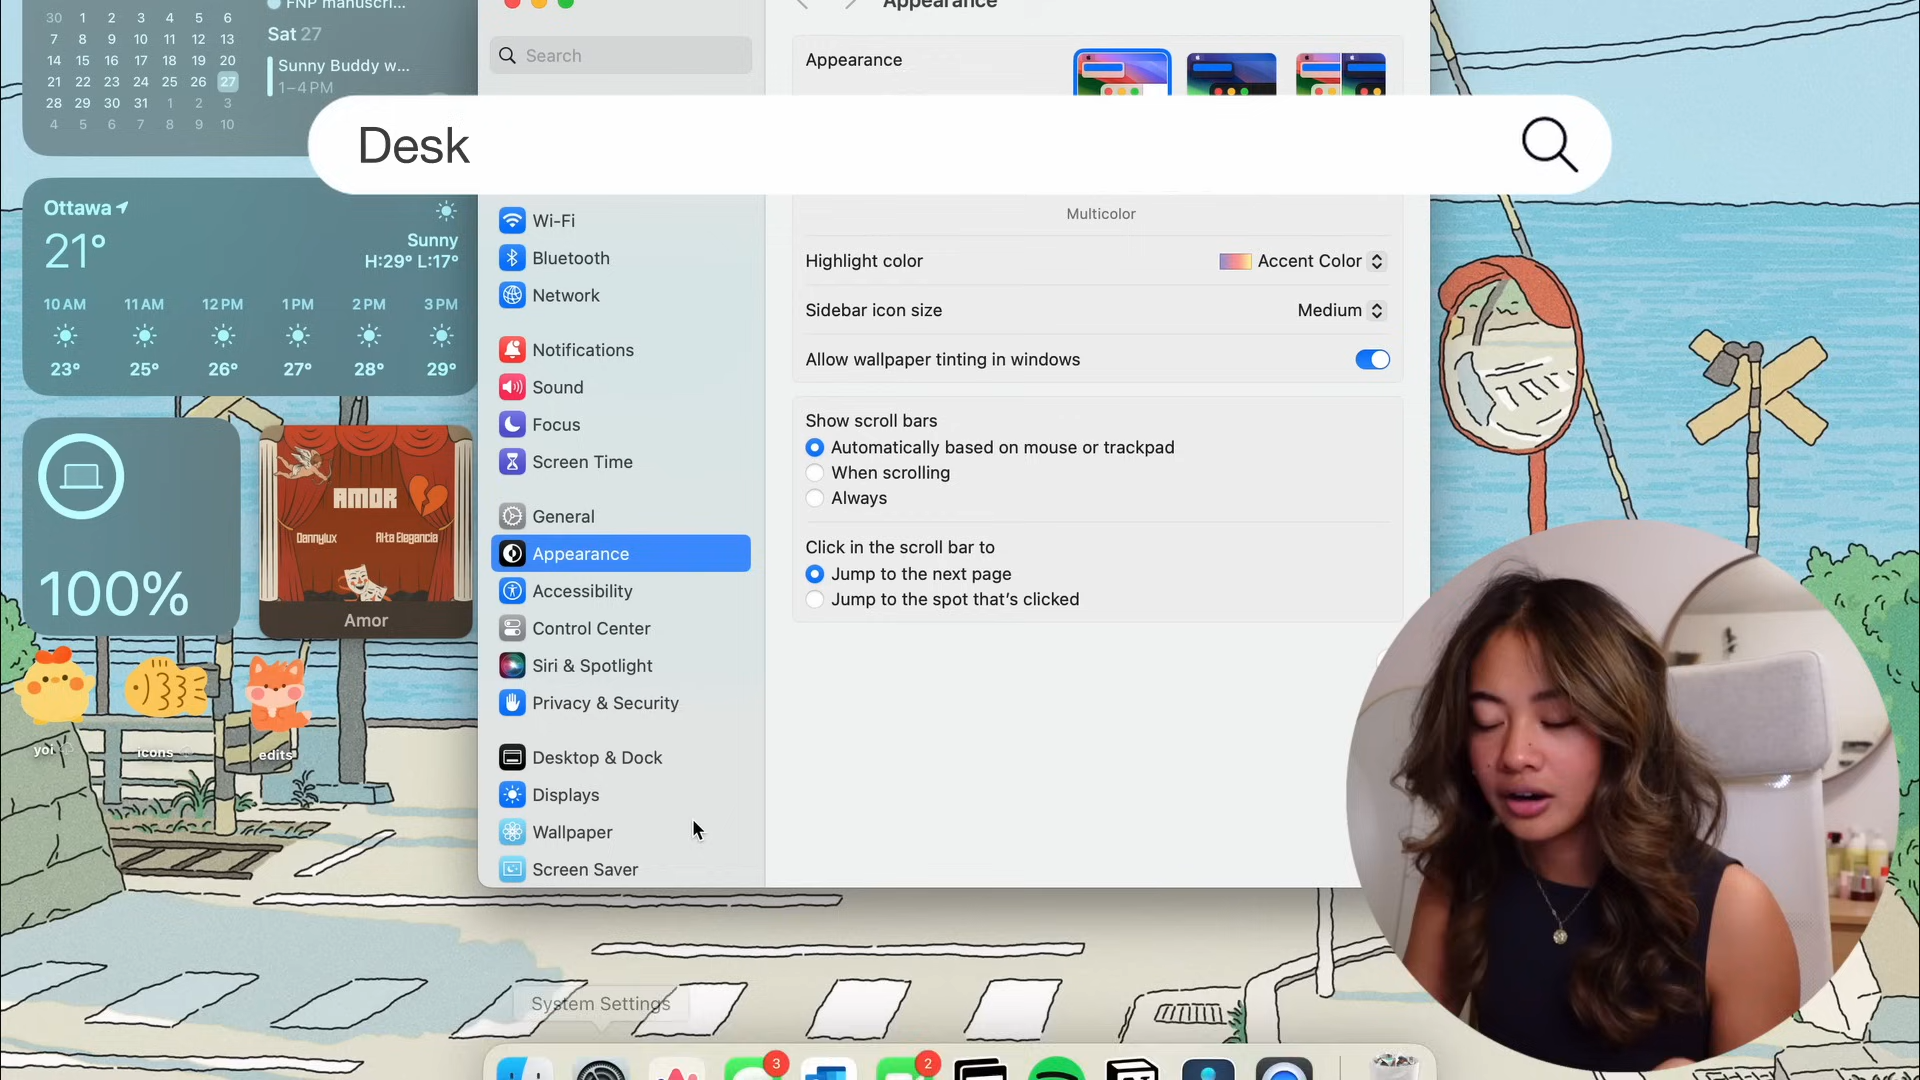 FNP manuscri...
30 1 2 3 4 5 6
7 8 9 10 11 12 13
14 15 16 17 18 19 20
21 22 23 24 25 26 27
28 29 30 31 1 2 3
4 5 6 7 8 9 10
Sat 27
Sunny Buddy w...
1–4 PM
Appearance
Search
Appearance
Desk
Multicolor
Ottawa
21°
Sunny
H:29° L:17°
10 AM 11 AM 12 PM 1 PM 2 PM 3 PM
23° 25° 26° 27° 28° 29°
100%
AMOR
Dannylux
Alta Elegancia
Amor
yoi
icons
edits
Wi-Fi
Bluetooth
Network
Notifications
Sound
Focus
Screen Time
General
Appearance
Accessibility
Control Center
Siri & Spotlight
Privacy & Security
Desktop & Dock
Displays
Wallpaper
Screen Saver
Highlight color
Accent Color
Sidebar icon size
Medium
Allow wallpaper tinting in windows
Show scroll bars
Automatically based on mouse or trackpad
When scrolling
Always
Click in the scroll bar to
Jump to the next page
Jump to the spot that’s clicked
System Settings
3
2